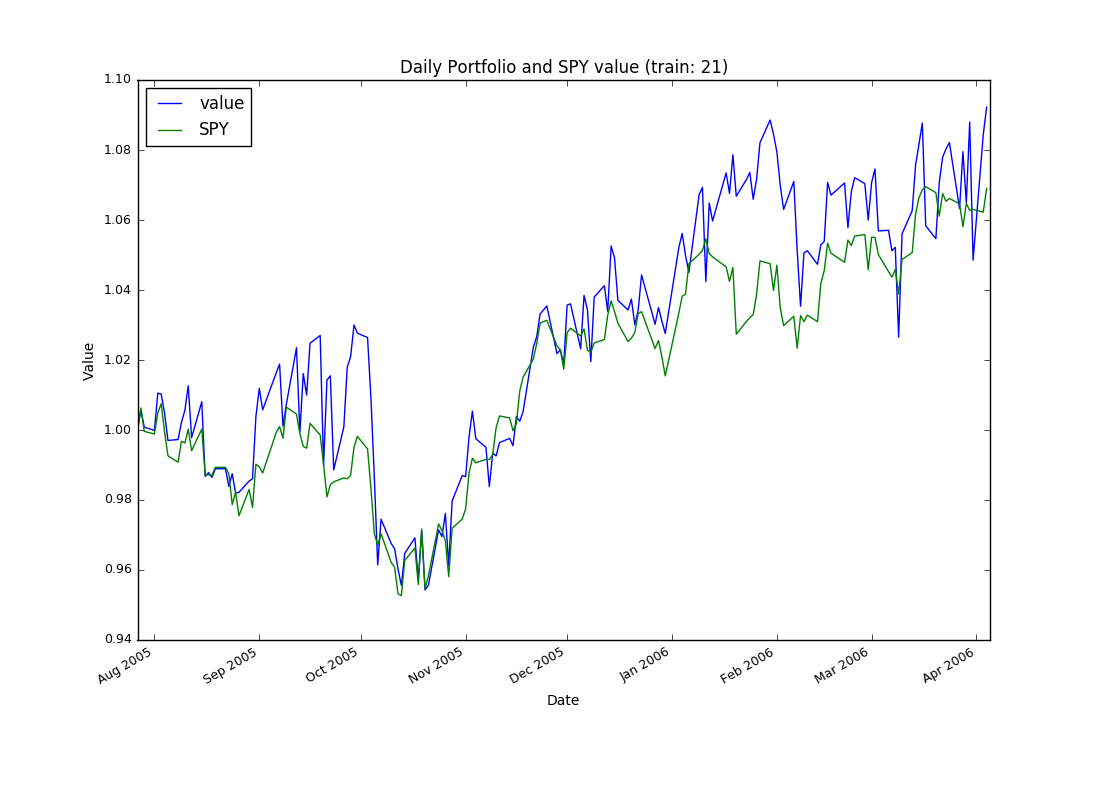 Daily Portfolio and SPY value (train: 21)
value
SPY
1.10
1.08
1.06
1.04
1.02
1.00
0.98
0.96
0.94
Value
Aug 2005
Sep 2005
Oct 2005
Nov 2005
Dec 2005
Jan 2006
Feb 2006
Mar 2006
Apr 2006
Date